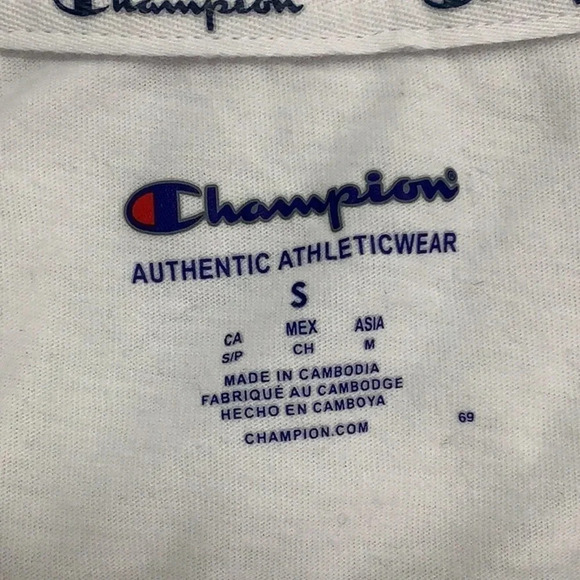 Champion
Champion
AUTHENTIC ATHLETICWEAR
S
CA MEX ASIA
S/P CH M
MADE IN CAMBODIA
FABRIQUÉ AU CAMBODGE
HECHO EN CAMBOYA
CHAMPION.COM
69